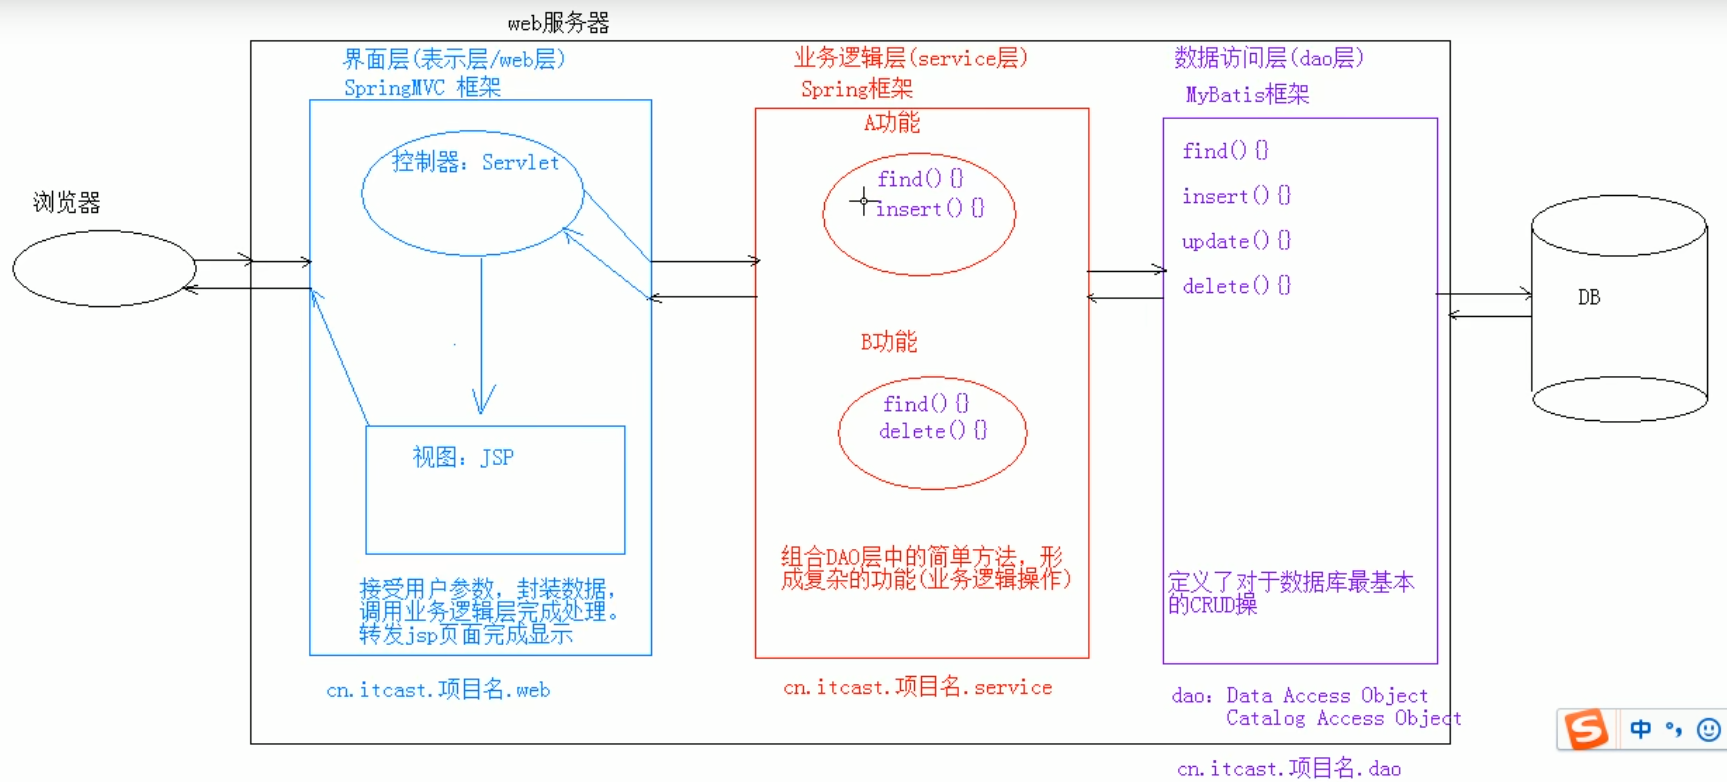 web服务器
界面层(表示层/web层)
SpringMVC 框架
控制器：Servlet
视图：JSP
接受用户参数，封装数据，
调用业务逻辑层完成处理。
转发jsp页面完成显示
cn.itcast.项目名.web
浏览器
业务逻辑层(service层)
Spring框架
A功能
find(){}
insert(){}
B功能
find(){}
delete(){}
组合DAO层中的简单方法，形
成复杂的功能(业务逻辑操作)
cn.itcast.项目名.service
数据访问层(dao层)
MyBatis框架
find(){}
insert(){}
update(){}
delete(){}
定义了对于数据库最基本
的CRUD操
dao：Data Access Object
Catalog Access Object
cn.itcast.项目名.dao
DB
S 中 °,